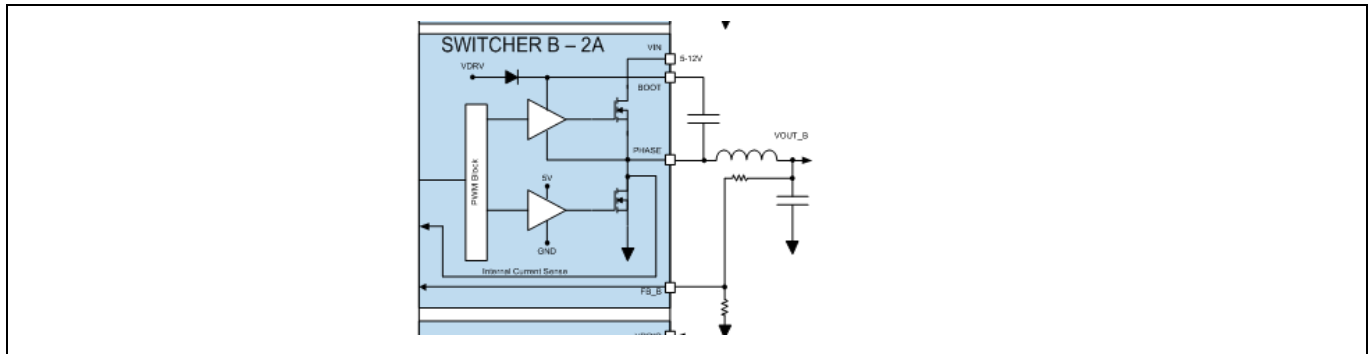 SWITCHER B – 2A
VIN
5-12V
VDRV
BOOT
VOUT_B
PHASE
PWM Block
5V
GND
Internal Current Sense
FB_B